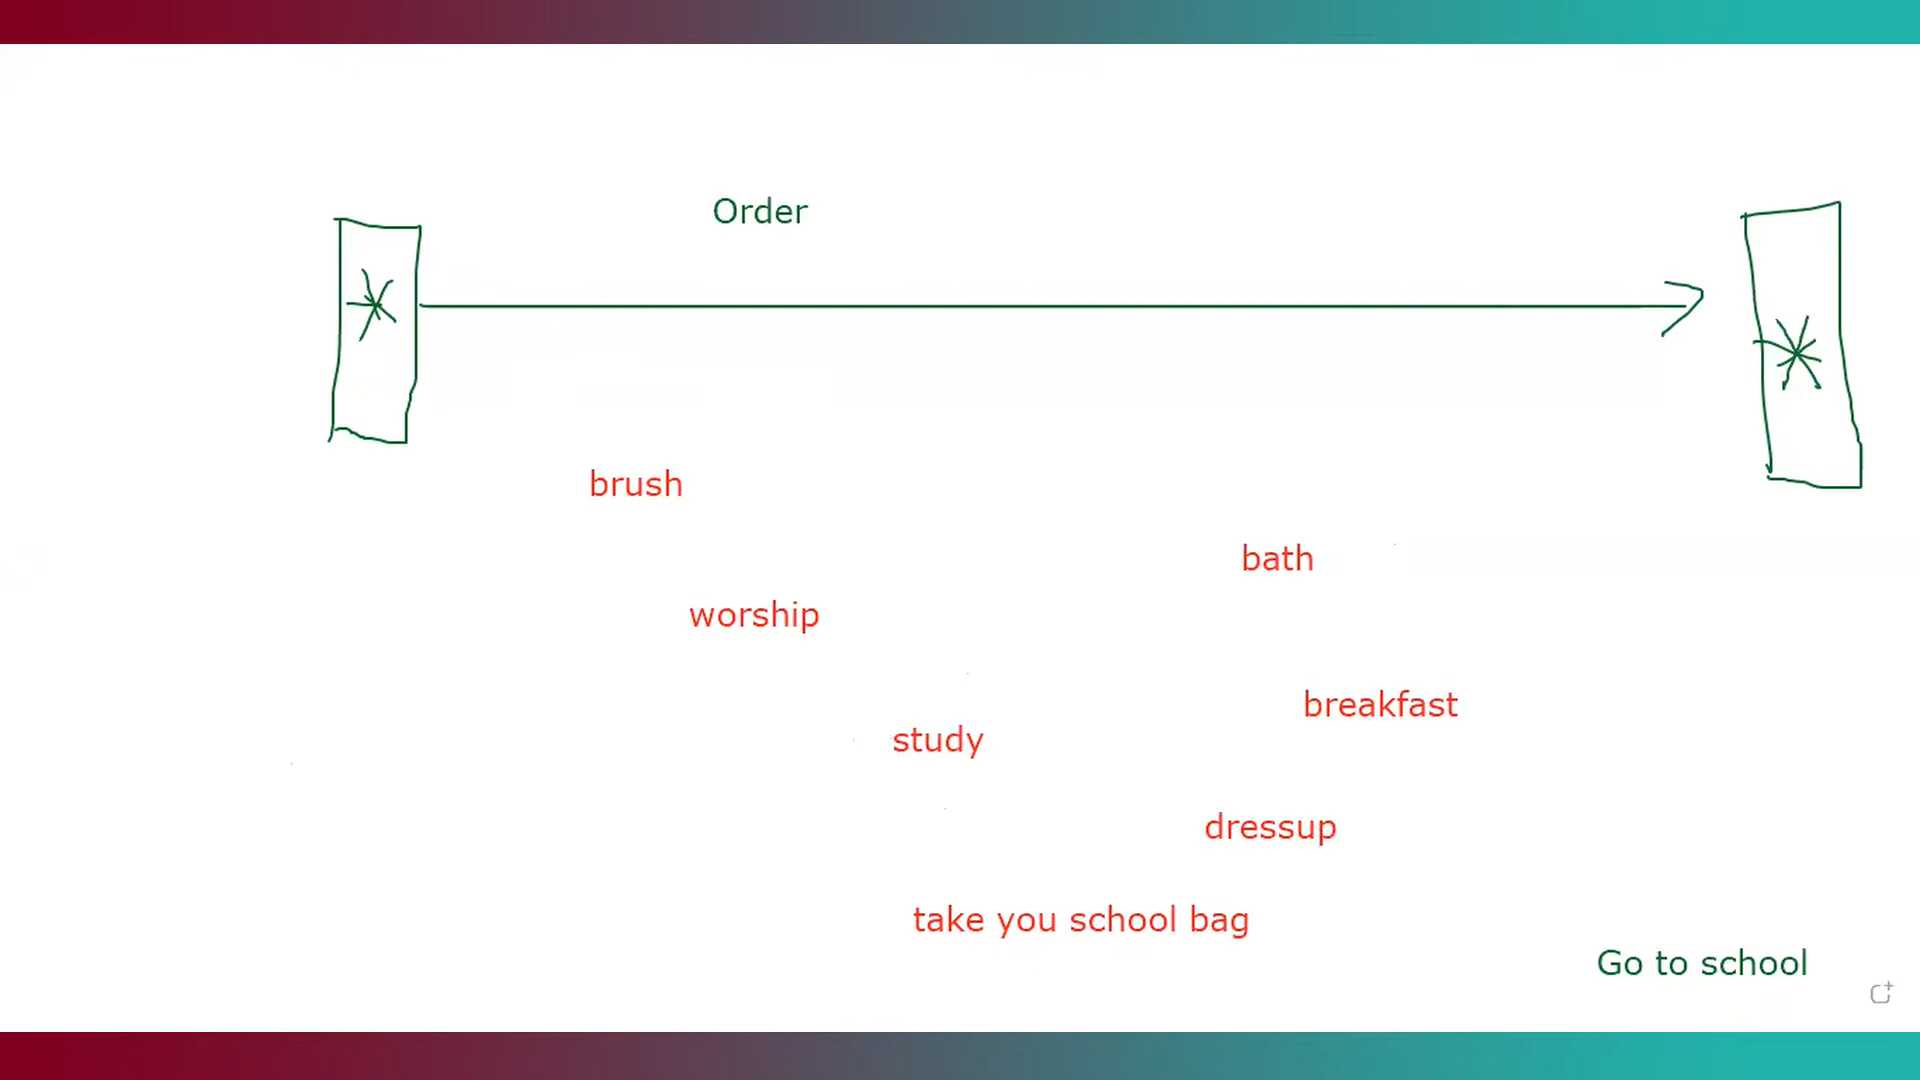 Order
brush
bath
worship
breakfast
study
dressup
take you school bag
Go to school